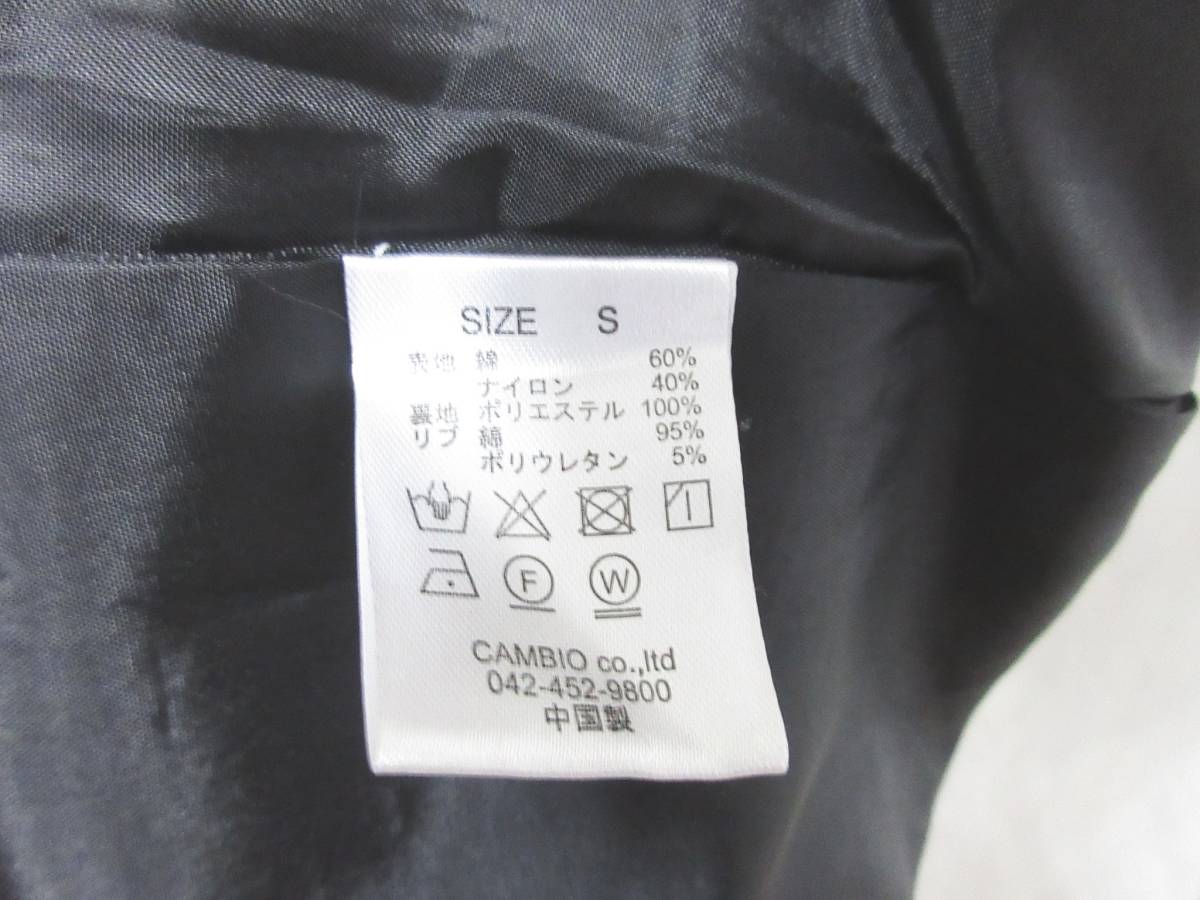 SIZE S
表地 綿 60%
ナイロン 40%
裏地 ポリエステル 100%
リブ 綿 95%
ポリウレタン 5%
F W
CAMBIO co.,ltd
042-452-9800
中国製